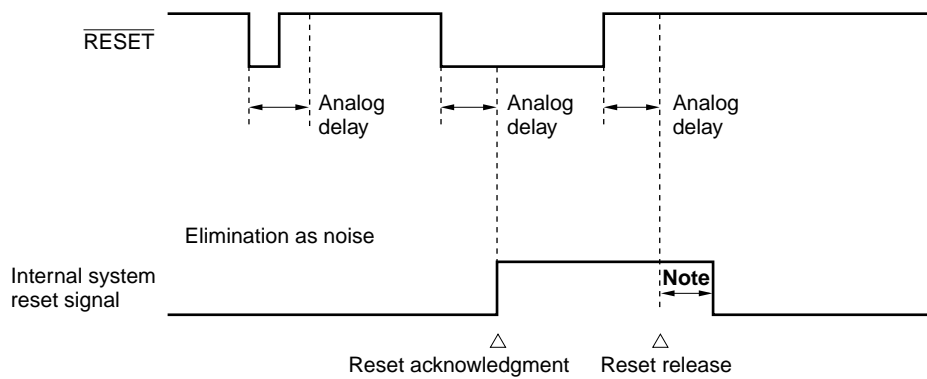 RESET
Analog
delay
Analog
delay
Analog
delay
Elimination as noise
Internal system
reset signal
Note
Reset acknowledgment
Reset release